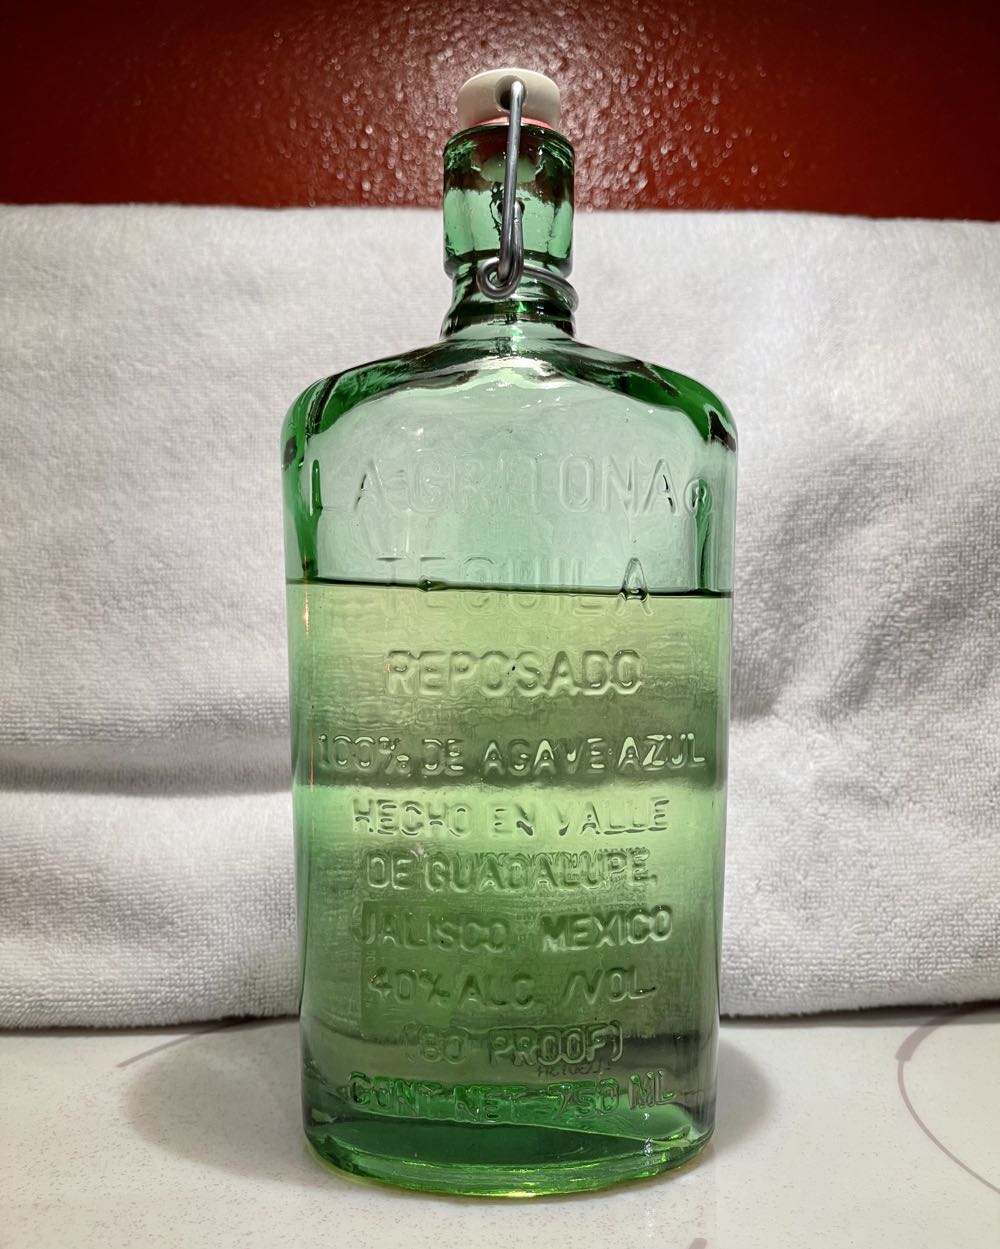 LA GRITONA®
TEQUILA
REPOSADO
100% DE AGAVE AZUL
HECHO EN VALLE
DE GUADALUPE,
JALISCO, MEXICO
40% ALC. /VOL.
(80 PROOF)
CONT. NET. 750 ML